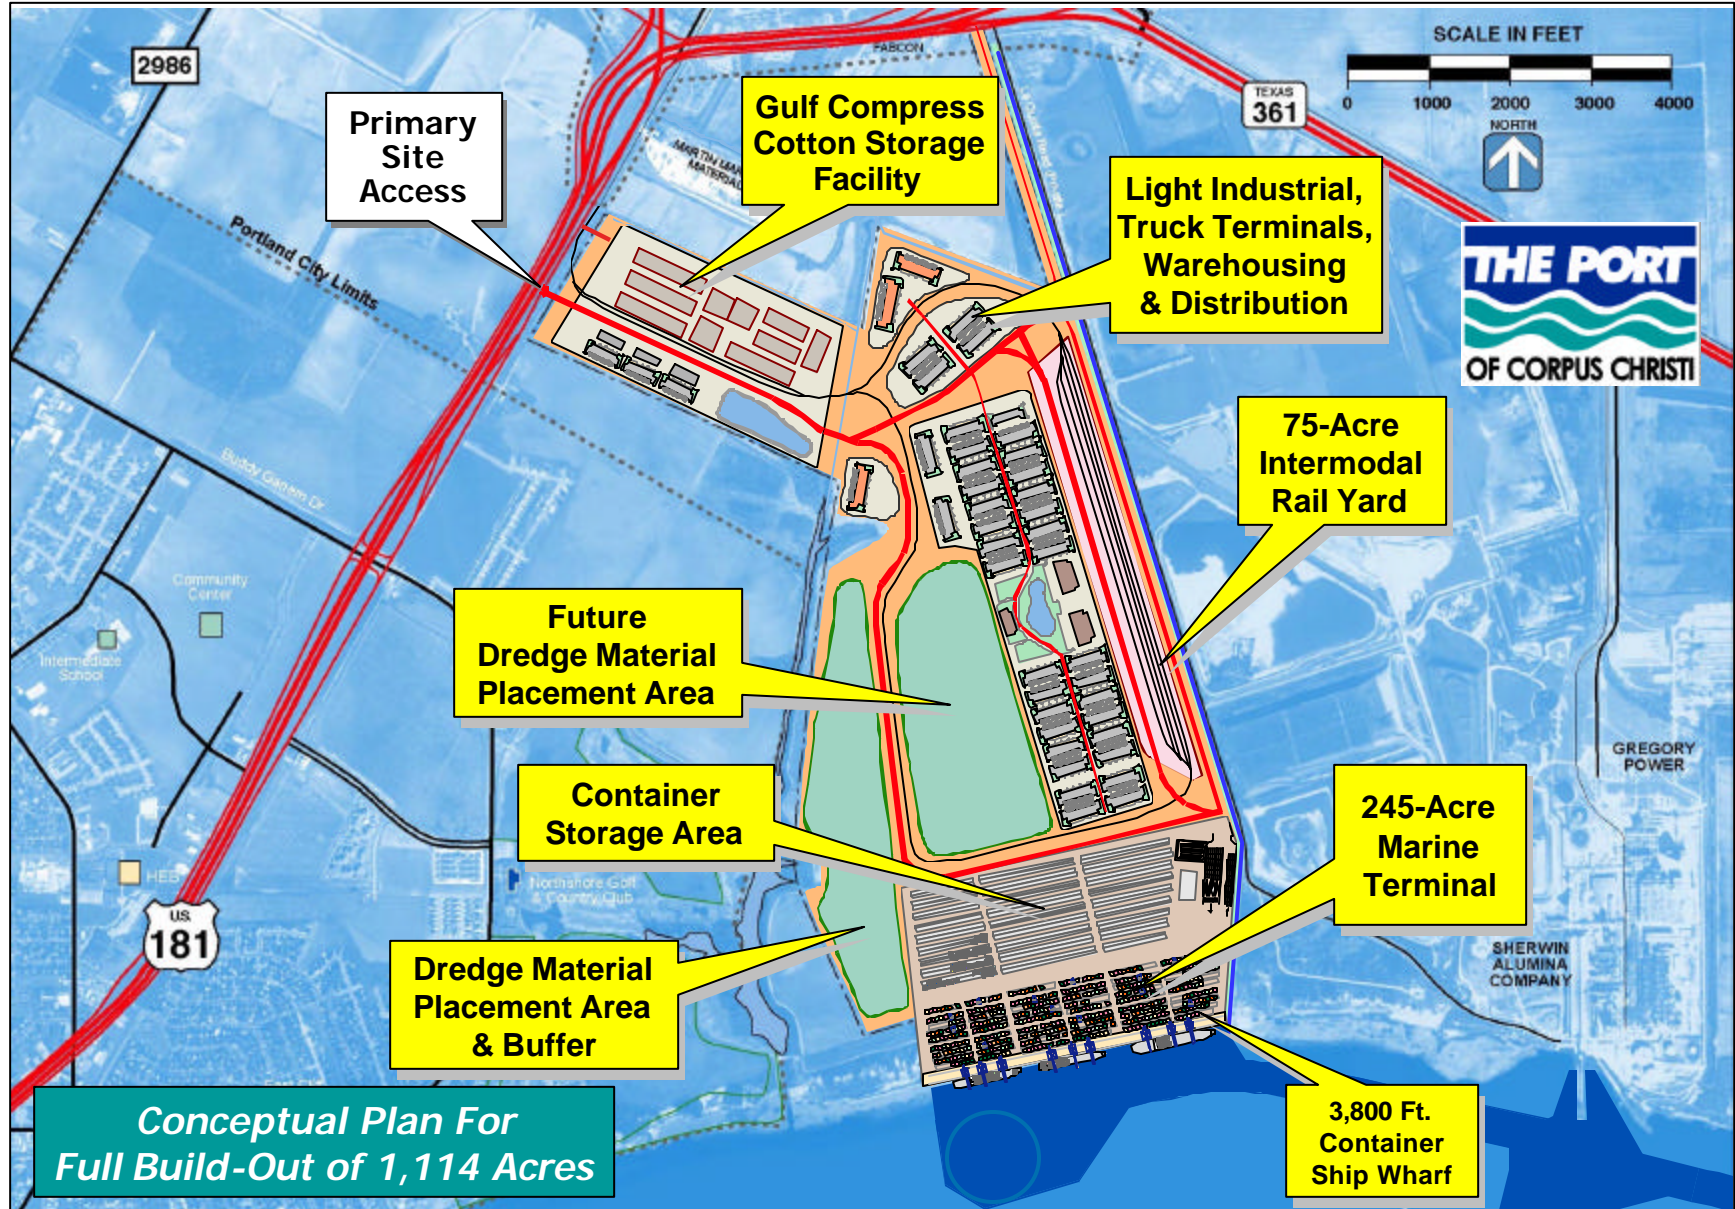 SCALE IN FEET
0 1000 2000 3000 4000
NORTH
2986
FABCON
TEXAS
361
Primary
Site
Access
Gulf Compress
Cotton Storage
Facility
Light Industrial,
Truck Terminals,
Warehousing
& Distribution
THE PORT
OF CORPUS CHRISTI
Portland City Limits
75-Acre
Intermodal
Rail Yard
Buddy Ganem Dr
Community
Center
Intermediate
School
Future
Dredge Material
Placement Area
GREGORY
POWER
Container
Storage Area
245-Acre
Marine
Terminal
HEB
Northshore Golf
& Country Club
U.S.
181
SHERWIN
ALUMINA
COMPANY
Dredge Material
Placement Area
& Buffer
3,800 Ft.
Container
Ship Wharf
Conceptual Plan For
Full Build-Out of 1,114 Acres